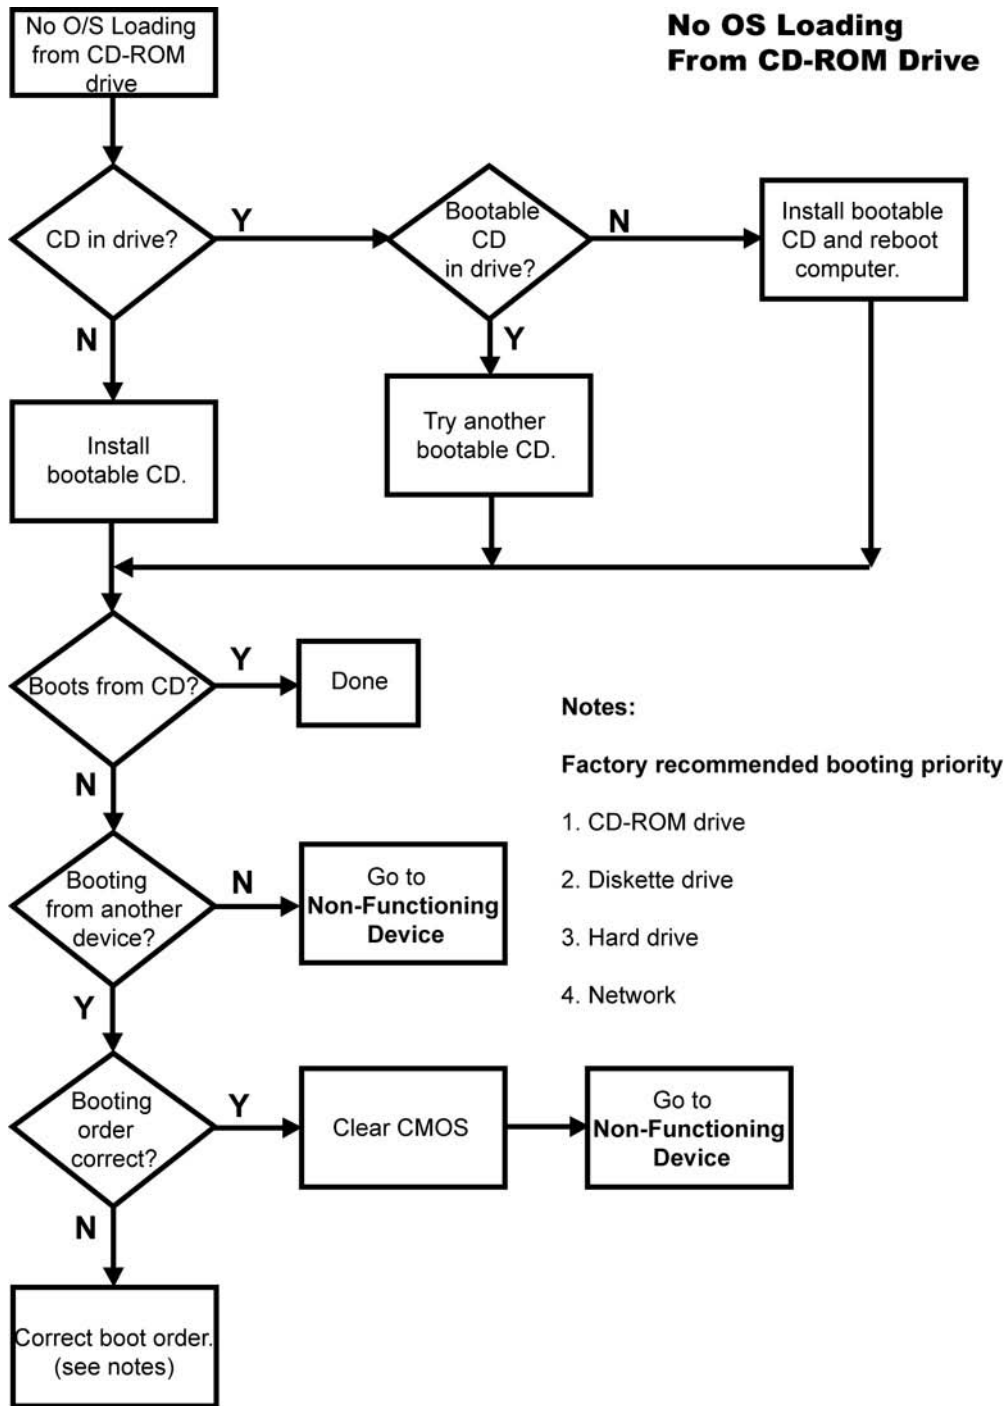 No OS Loading
From CD-ROM Drive
No O/S Loading
from CD-ROM
drive
CD in drive?
Y
Bootable
CD
in drive?
N
Install bootable
CD and reboot
computer.
N
Y
Install
bootable CD.
Try another
bootable CD.
Boots from CD?
Y
Done
N
Notes:
Factory recommended booting priority
1. CD-ROM drive
2. Diskette drive
3. Hard drive
4. Network
Booting
from another
device?
N
Go to
Non-Functioning
Device
Y
Booting
order
correct?
Y
Clear CMOS
Go to
Non-Functioning
Device
N
Correct boot order.
(see notes)